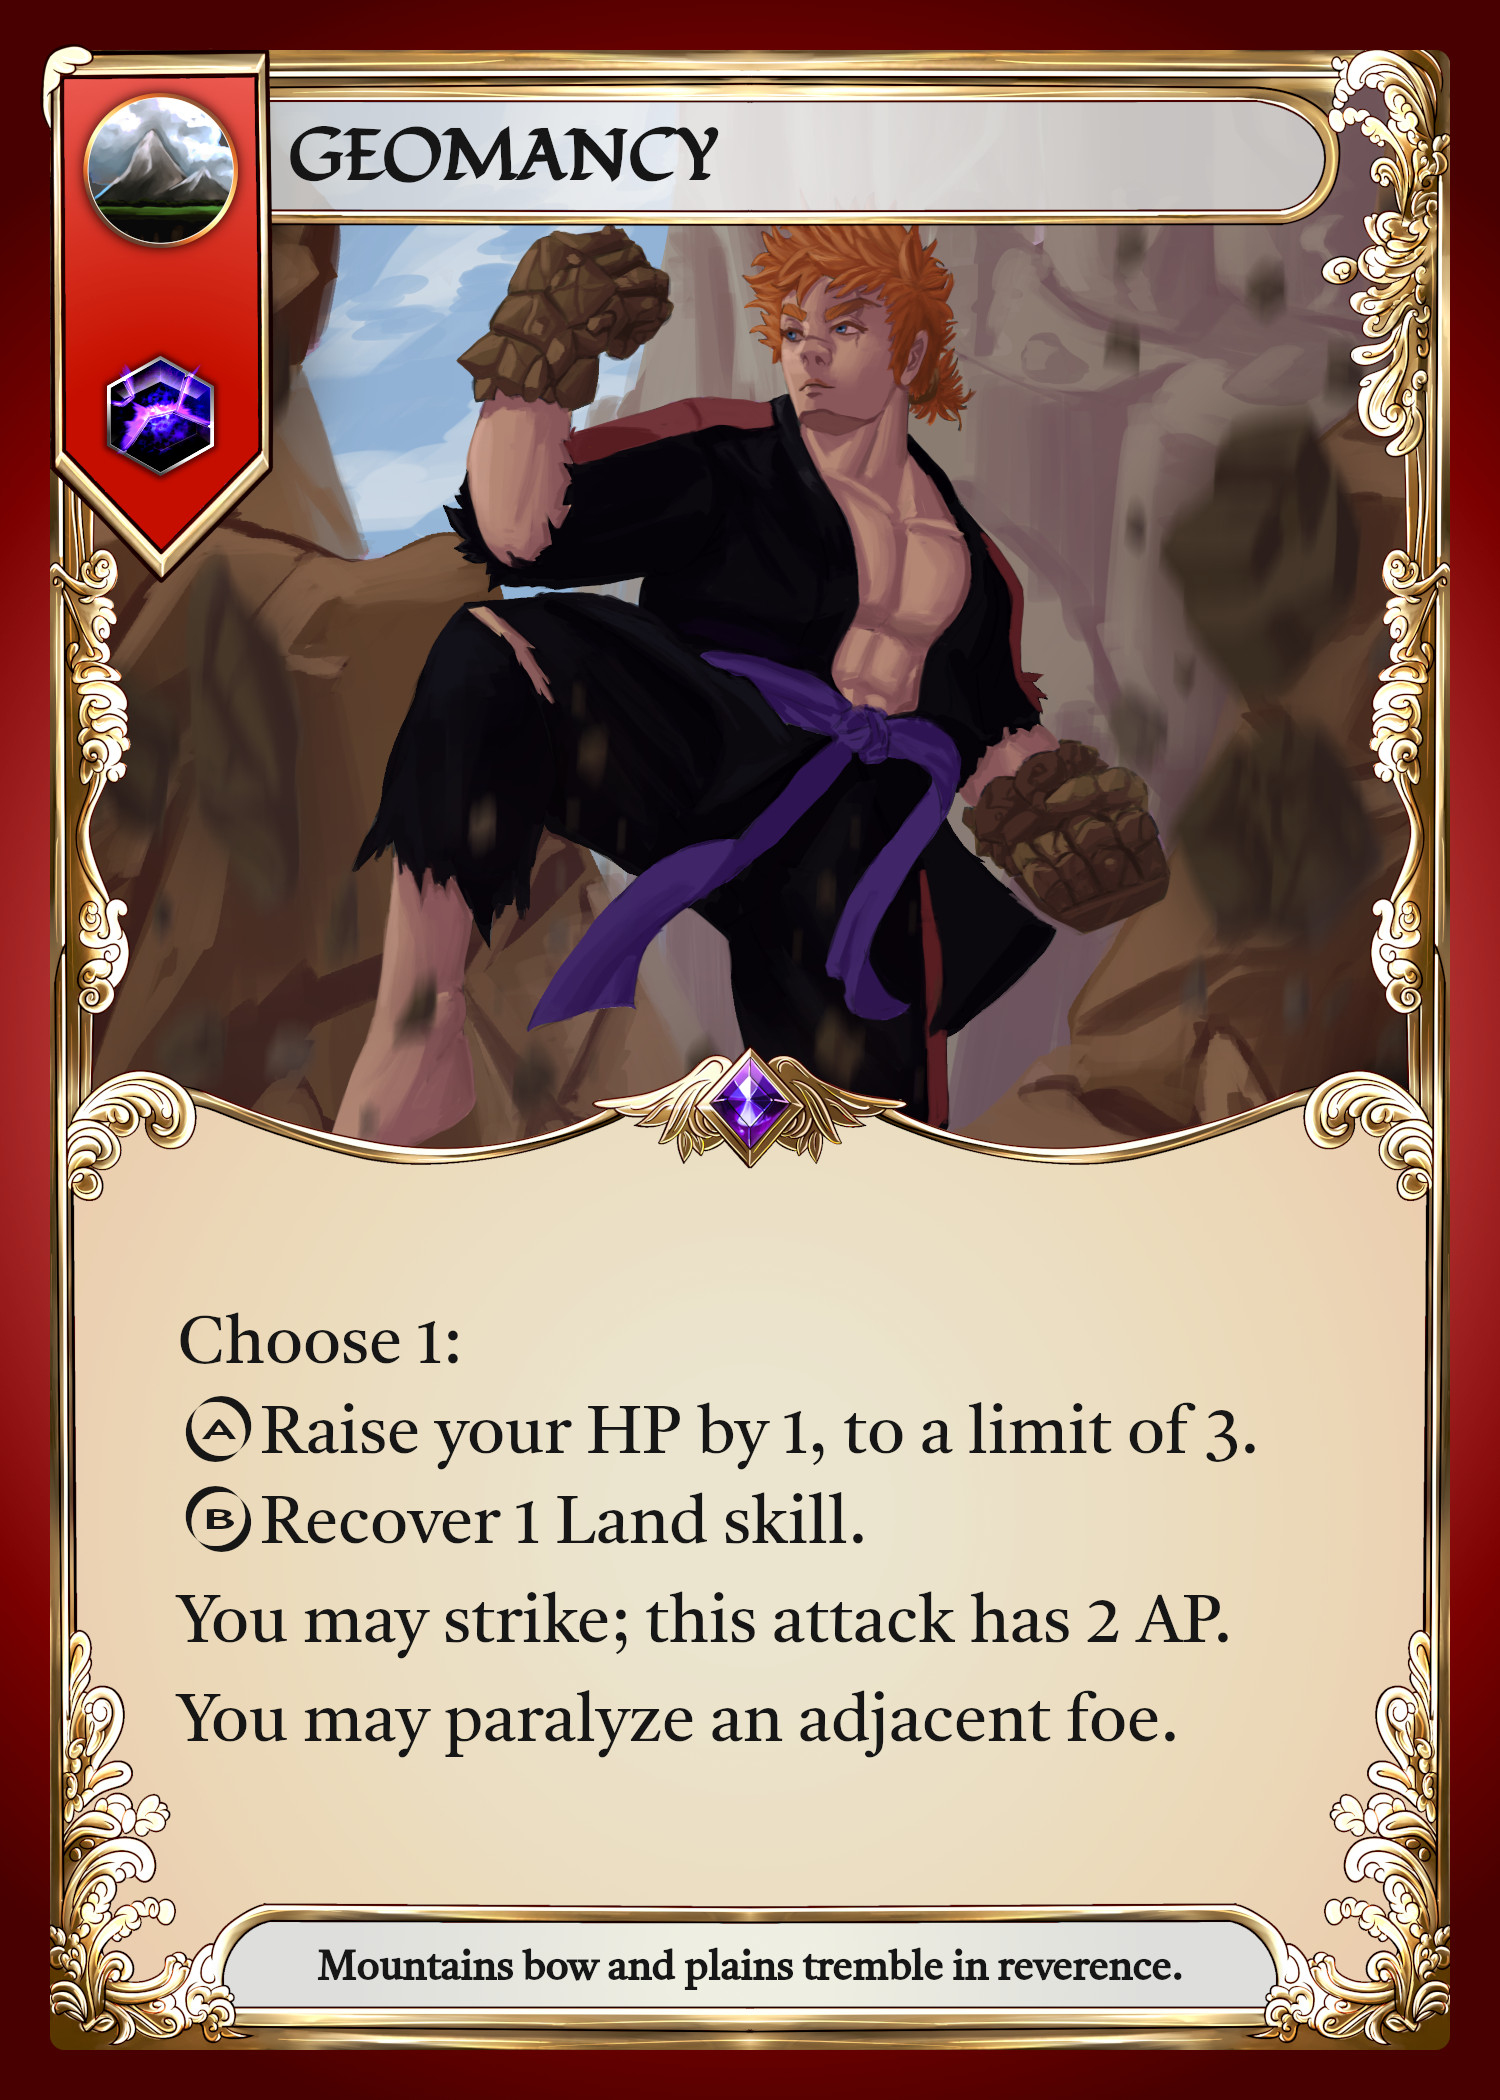 GEOMANCY
Choose 1:
A Raise your HP by 1, to a limit of 3.
B Recover 1 Land skill.
You may strike; this attack has 2 AP.
You may paralyze an adjacent foe.
Mountains bow and plains tremble in reverence.